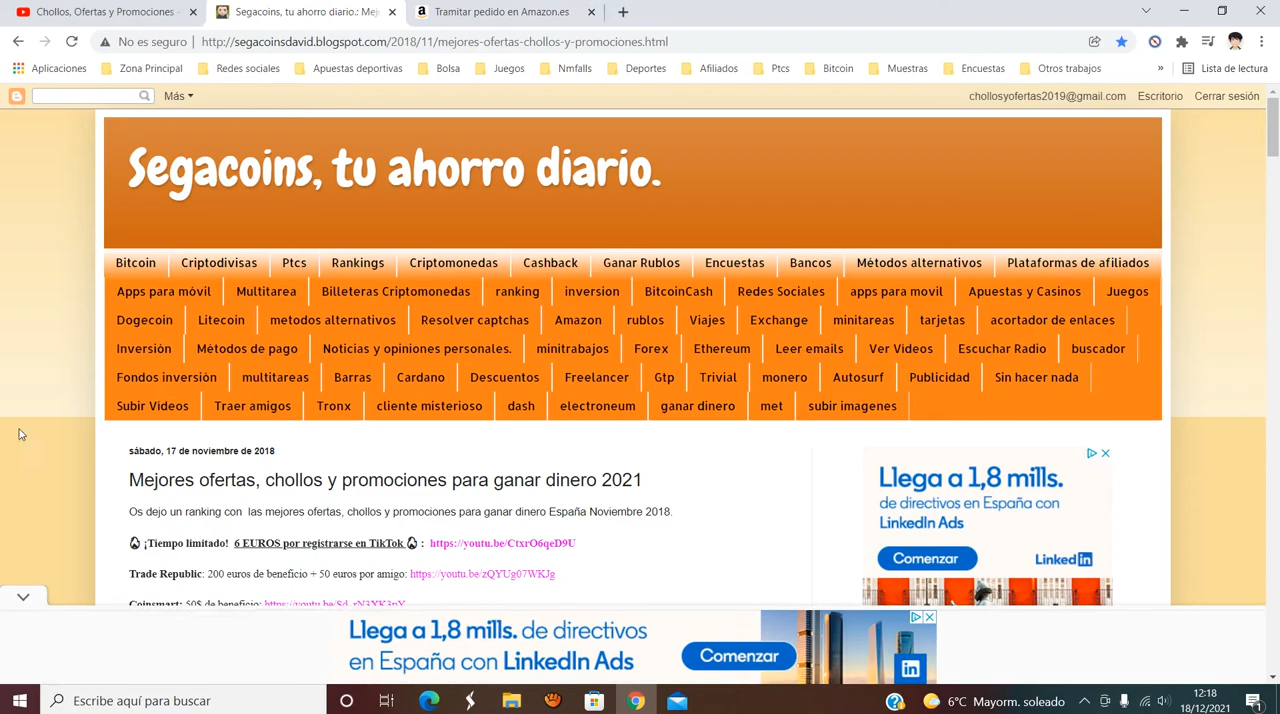 Chollos, Ofertas y Promociones -
Segacoins, tu ahorro diario.: Mej
Tramitar pedido en Amazon.es
No es seguro | http://segacoinsdavid.blogspot.com/2018/11/mejores-ofertas-chollos-y-promociones.html
Aplicaciones Zona Principal Redes sociales Apuestas deportivas Bolsa Juegos Nmfalls Deportes Afiliados Ptcs Bitcoin Muestras Encuestas Otros trabajos » Lista de lectura
Más chollosyofertas2019@gmail.com Escritorio Cerrar sesión
Segacoins, tu ahorro diario.
Bitcoin Criptodivisas Ptcs Rankings Criptomonedas Cashback Ganar Rublos Encuestas Bancos Métodos alternativos Plataformas de afiliados
Apps para móvil Multitarea Billeteras Criptomonedas ranking inversion BitcoinCash Redes Sociales apps para movil Apuestas y Casinos Juegos
Dogecoin Litecoin metodos alternativos Resolver captchas Amazon rublos Viajes Exchange minitareas tarjetas acortador de enlaces
Inversión Métodos de pago Noticias y opiniones personales. minitrabajos Forex Ethereum Leer emails Ver Videos Escuchar Radio buscador
Fondos inversión multitareas Barras Cardano Descuentos Freelancer Gtp Trivial monero Autosurf Publicidad Sin hacer nada
Subir Videos Traer amigos Tronx cliente misterioso dash electroneum ganar dinero met subir imagenes
sábado, 17 de noviembre de 2018
Mejores ofertas, chollos y promociones para ganar dinero 2021
Os dejo un ranking con las mejores ofertas, chollos y promociones para ganar dinero España Noviembre 2018.
¡Tiempo limitado! 6 EUROS por registrarse en TikTok : https://youtu.be/CtxrO6qeD9U
Trade Republic: 200 euros de beneficio + 50 euros por amigo: https://youtu.be/zQYUg07WKJg
Coinsmart: 50$ de beneficio: https://youtu.be/Sd_rN3XK3pY
Llega a 1,8 mills.
de directivos
en España con
LinkedIn Ads
Comenzar
Linked in
Llega a 1,8 mills. de directivos
en España con LinkedIn Ads
Comenzar
in
Escribe aquí para buscar
6°C Mayorm. soleado
12:18
18/12/2021
1